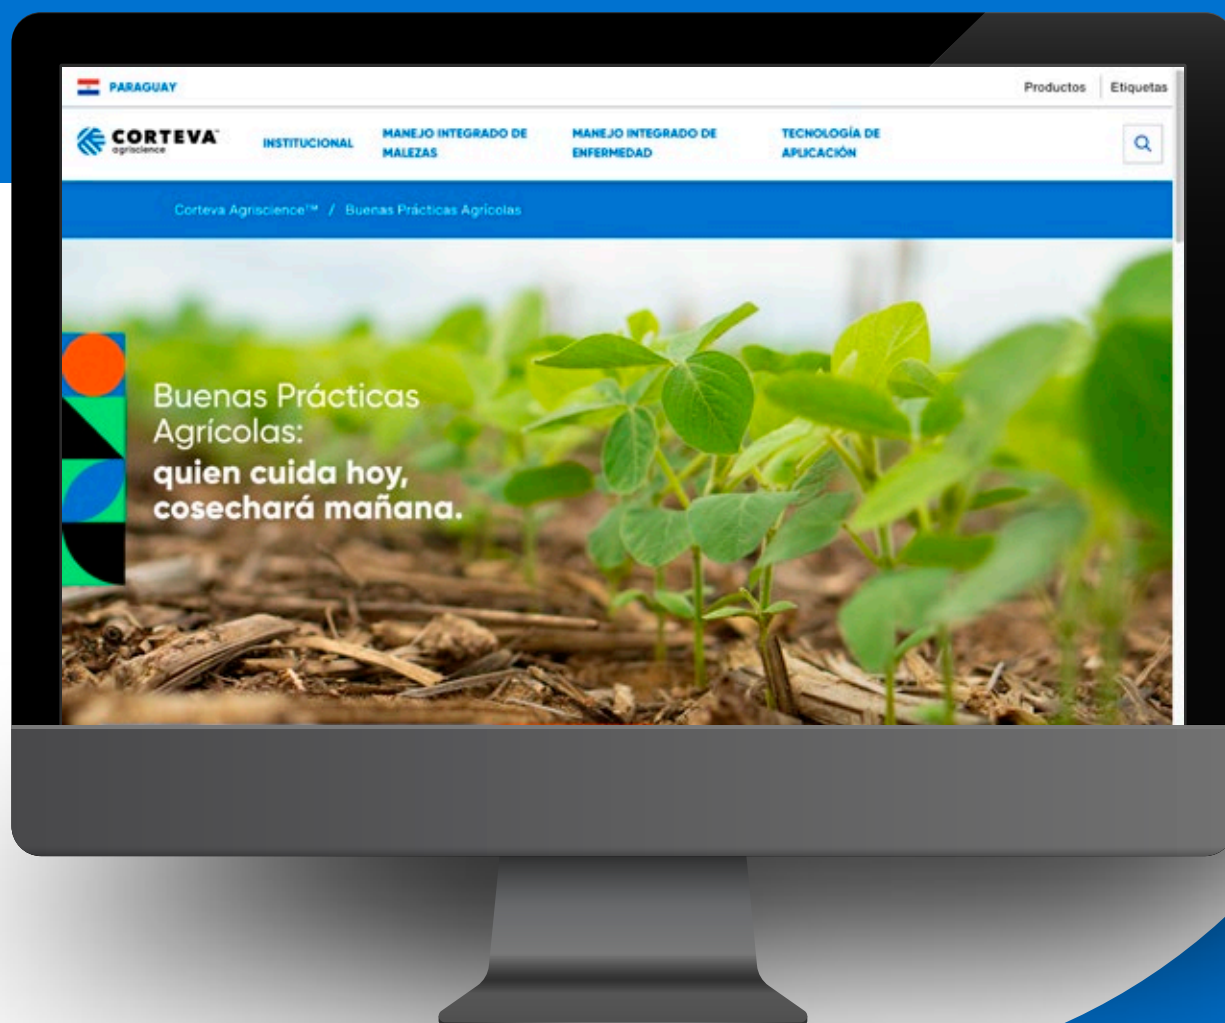 PARAGUAY
Productos
Etiquetas
CORTEVA™
agriscience
INSTITUCIONAL
MANEJO INTEGRADO DE
MALEZAS
MANEJO INTEGRADO DE
ENFERMEDAD
TECNOLOGÍA DE
APLICACIÓN
Corteva Agriscience™ / Buenas Prácticas Agrícolas
Buenas Prácticas
Agrícolas:
quien cuida hoy,
cosechará mañana.